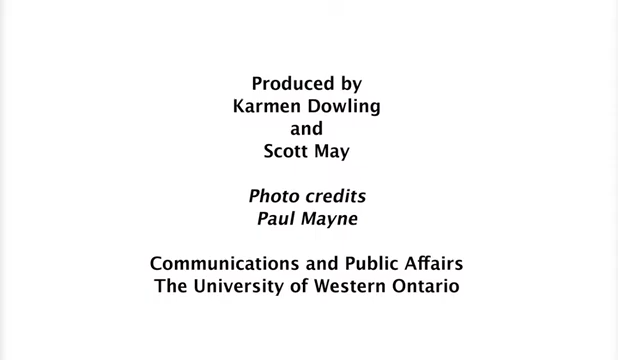 Produced by
Karmen Dowling
and
Scott May
Photo credits
Paul Mayne
Communications and Public Affairs
The University of Western Ontario